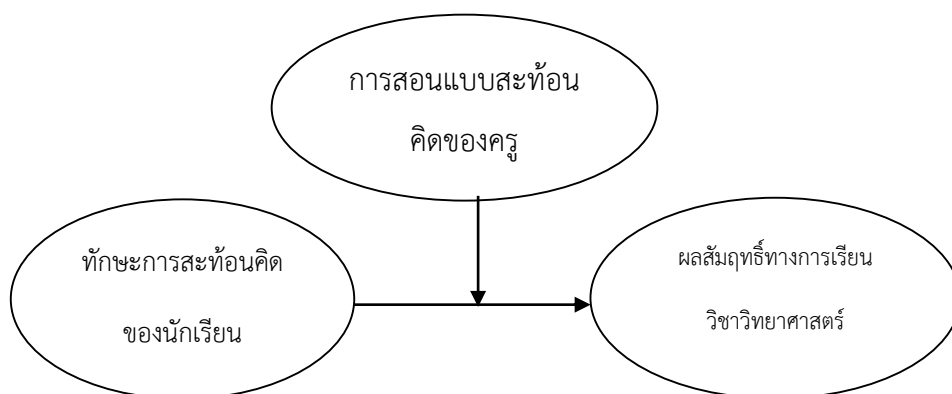 การสอนแบบสะท้อน
คิดของครู
ทักษะการสะท้อนคิด
ของนักเรียน
ผลสัมฤทธิ์ทางการเรียน
วิชาวิทยาศาสตร์